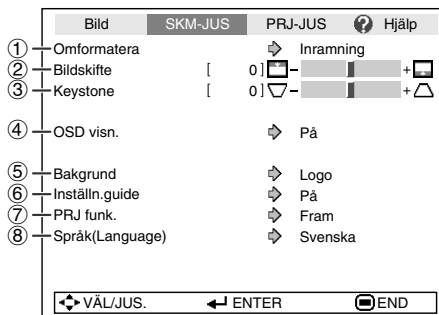 Bild SKM-JUS PRJ-JUS ? Hjälp
① Omformatera Inramning
② Bildskifte [ 0 ] - +
③ Keystone [ 0 ] - +
④ OSD visn. På
⑤ Bakgrund Logo
⑥ Inställn.guide På
⑦ PRJ funk. Fram
⑧ Språk(Language) Svenska
VÄL/JUS. ENTER END